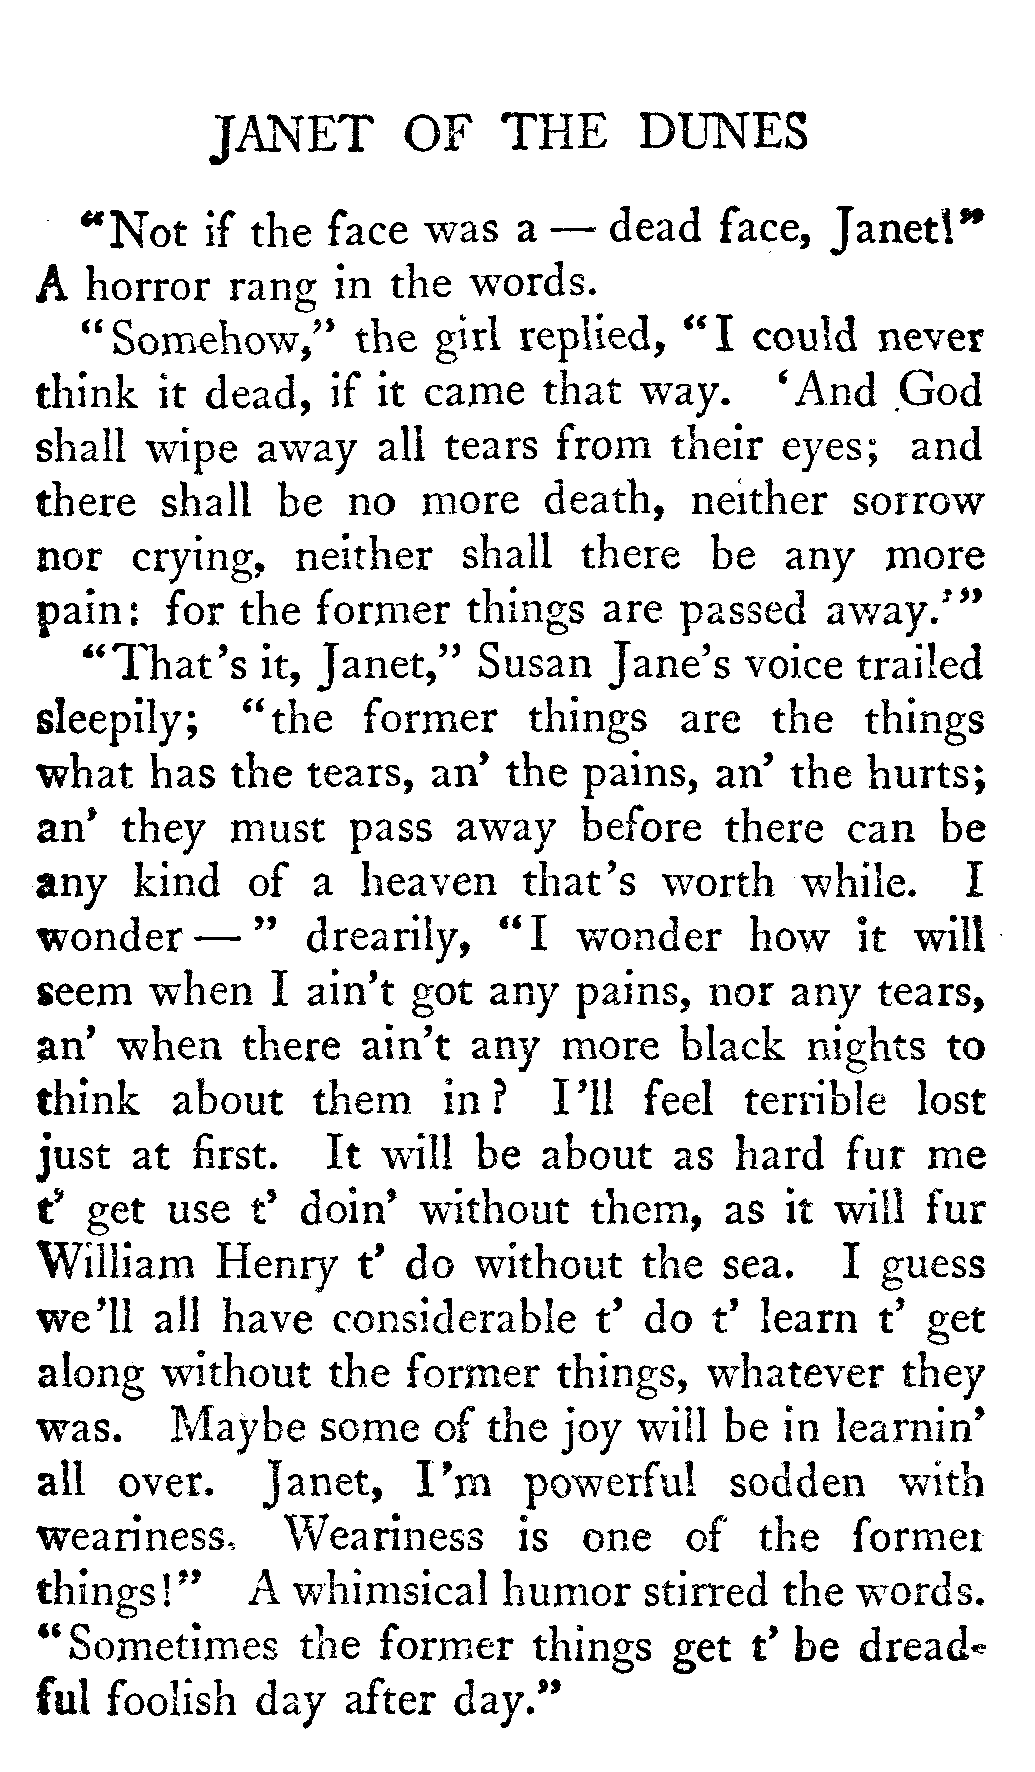 JANET OF THE DUNES
"Not if the face was a — dead face, Janet!"
A horror rang in the words.
"Somehow," the girl replied, "I could never
think it dead, if it came that way. 'And God
shall wipe away all tears from their eyes; and
there shall be no more death, neither sorrow
nor crying, neither shall there be any more
pain: for the former things are passed away.'"
"That's it, Janet," Susan Jane's voice trailed
sleepily; "the former things are the things
what has the tears, an' the pains, an' the hurts;
an' they must pass away before there can be
any kind of a heaven that's worth while. I
wonder — " drearily, "I wonder how it will
seem when I ain't got any pains, nor any tears,
an' when there ain't any more black nights to
think about them in? I'll feel terrible lost
just at first. It will be about as hard fur me
t' get use t' doin' without them, as it will fur
William Henry t' do without the sea. I guess
we'll all have considerable t' do t' learn t' get
along without the former things, whatever they
was. Maybe some of the joy will be in learnin'
all over. Janet, I'm powerful sodden with
weariness. Weariness is one of the former
things!" A whimsical humor stirred the words.
"Sometimes the former things get t' be dread-
ful foolish day after day."